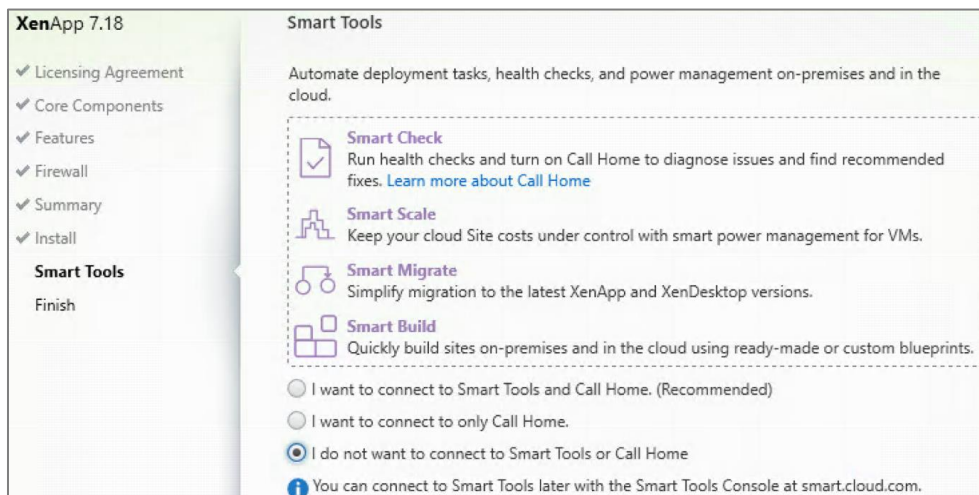 XenApp 7.18
Licensing Agreement
Core Components
Features
Firewall
Summary
Install
Smart Tools
Finish
Smart Tools
Automate deployment tasks, health checks, and power management on-premises and in the
cloud.
Smart Check
Run health checks and turn on Call Home to diagnose issues and find recommended
fixes. Learn more about Call Home
Smart Scale
Keep your cloud Site costs under control with smart power management for VMs.
Smart Migrate
Simplify migration to the latest XenApp and XenDesktop versions.
Smart Build
Quickly build sites on-premises and in the cloud using ready-made or custom blueprints.
I want to connect to Smart Tools and Call Home. (Recommended)
I want to connect to only Call Home.
I do not want to connect to Smart Tools or Call Home
You can connect to Smart Tools later with the Smart Tools Console at smart.cloud.com.